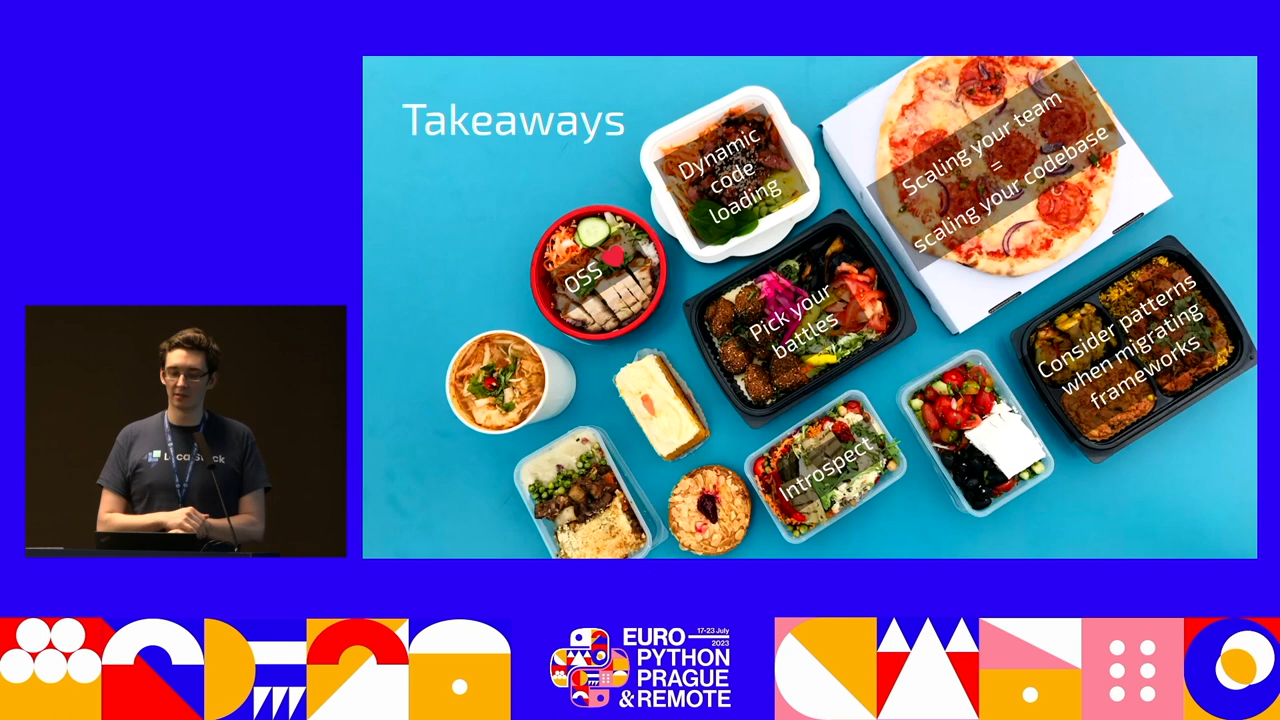 Takeaways
Dynamic
code
loading
Scaling your team
=
scaling your codebase
OSS
Pick your
battles
Consider patterns
when migrating
frameworks
Introspect
LocalStack
EURO
17-23 July
2023
PYTHON
PRAGUE
& REMOTE